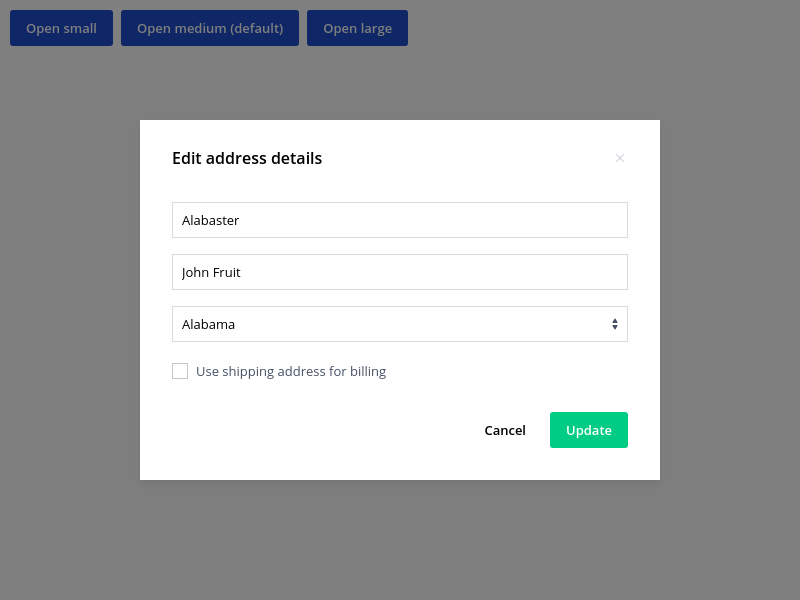 Open small
Open medium (default)
Open large
Edit address details
Alabaster
John Fruit
Alabama
Use shipping address for billing
Cancel
Update